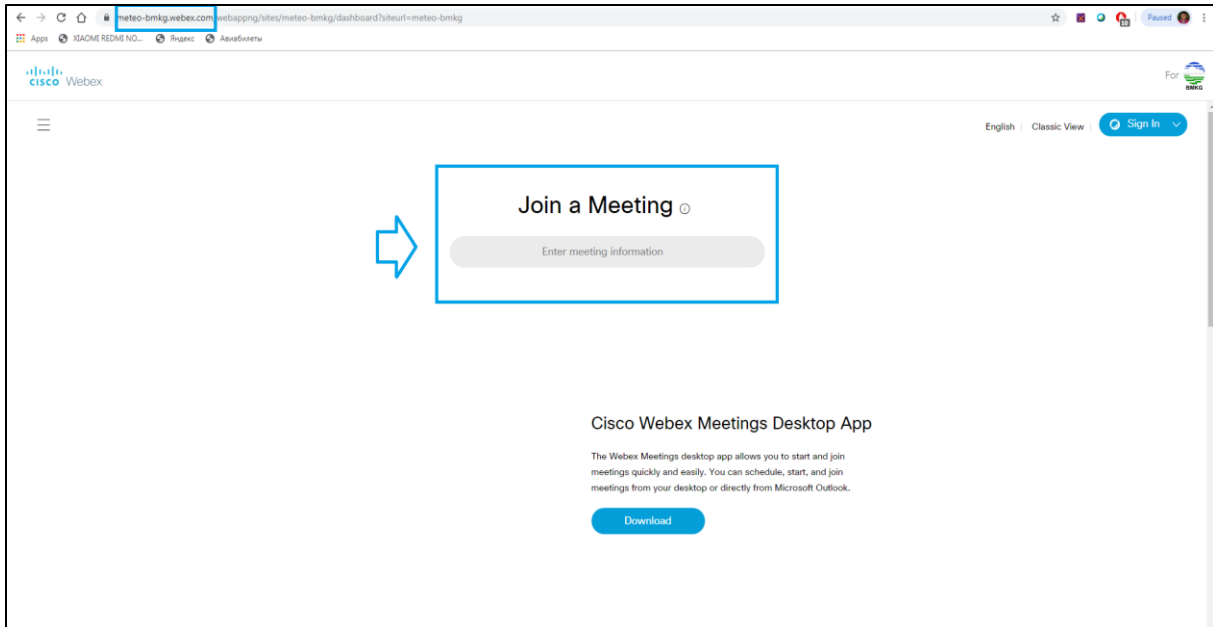 meteo-bmkg.webex.com/webappng/sites/meteo-bmkg/dashboard?siteurl=meteo-bmkg
Paused
Apps XIAOMI REDMI NO... Яндекс Авиабилеты
cisco Webex
For
BMKG
English | Classic View | Sign In
Join a Meeting
Enter meeting information
Cisco Webex Meetings Desktop App
The Webex Meetings desktop app allows you to start and join
meetings quickly and easily. You can schedule, start, and join
meetings from your desktop or directly from Microsoft Outlook.
Download